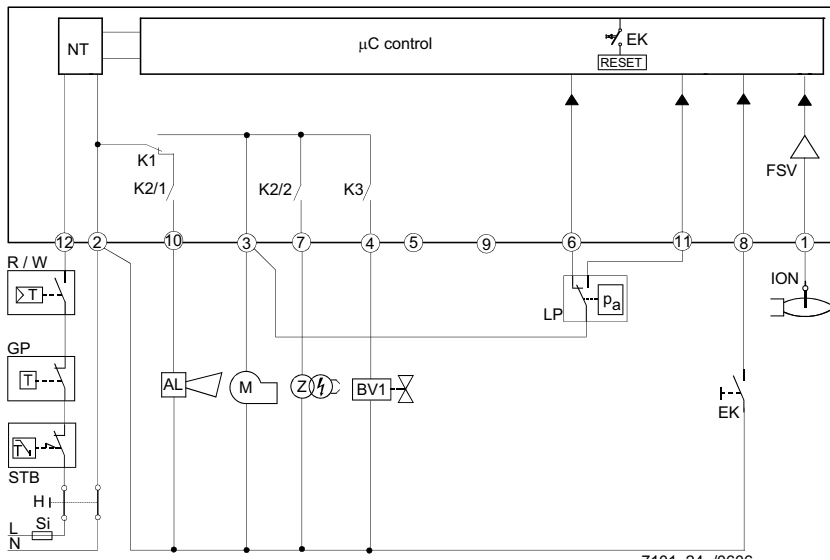 NT
μC control
EK
RESET
K1
K2/1
K2/2
K3
FSV
12
2
10
3
7
4
5
9
6
11
8
1
R / W
T
GP
T
STB
T
H
L
Si
N
AL
M
Z
BV1
LP
pa
ION
EK